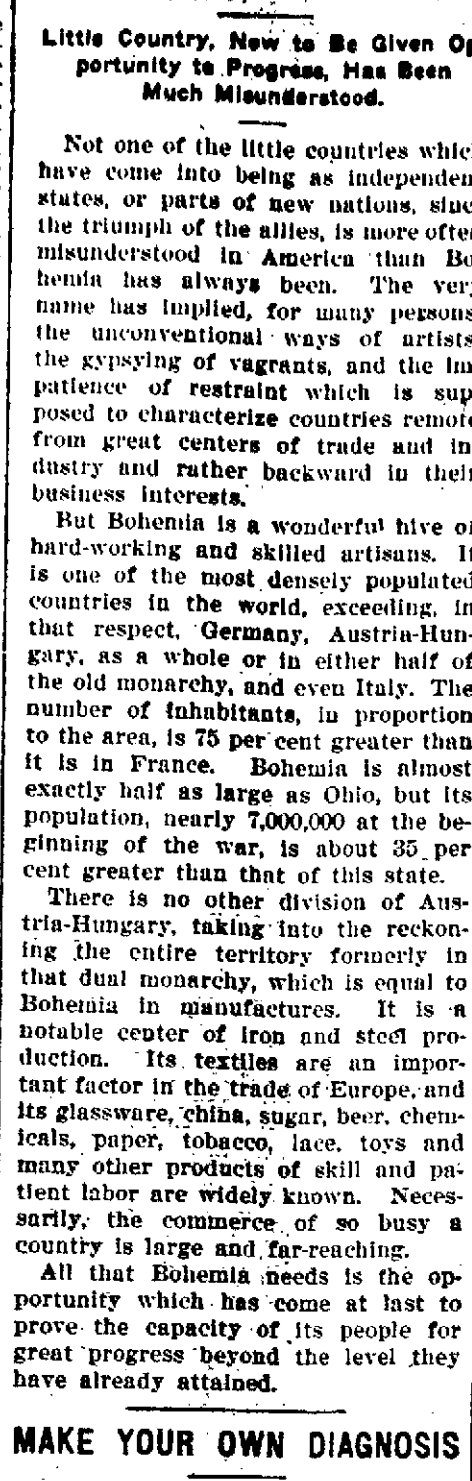 Little Country, Now to Be Given Op
portunity to Progress, Has Been
Much Misunderstood.
Not one of the little countries whic
have come into being as independen
states, or parts of new nations, sinc
the triumph of the allies, is more ofte
misunderstood in America than Bo
hemia has always been. The ver
name has implied, for many persons
the unconventional ways of artists
the gypsying of vagrants, and the im
patience of restraint which is sup
posed to characterize countries remote
from great centers of trade and in
dustry and rather backward in their
business interests.
But Bohemia is a wonderful hive of
hard-working and skilled artisans. It
is one of the most densely populated
countries in the world, exceeding, in
that respect, Germany, Austria-Hun-
gary, as a whole or in either half of
the old monarchy, and even Italy. The
number of inhabitants, in proportion
to the area, is 75 per cent greater than
it is in France. Bohemia is almost
exactly half as large as Ohio, but its
population, nearly 7,000,000 at the be-
ginning of the war, is about 35 per
cent greater than that of this state.
There is no other division of Aus-
tria-Hungary, taking into the reckon-
ing the entire territory formerly in
that dual monarchy, which is equal to
Bohemia in manufactures. It is a
notable center of iron and steel pro-
duction. Its textiles are an impor-
tant factor in the trade of Europe, and
its glassware, china, sugar, beer, chem-
icals, paper, tobacco, lace, toys and
many other products of skill and pa-
tient labor are widely known. Neces-
sarily, the commerce of so busy a
country is large and far-reaching.
All that Bohemia needs is the op-
portunity which has come at last to
prove the capacity of its people for
great progress beyond the level they
have already attained.
MAKE YOUR OWN DIAGNOSIS